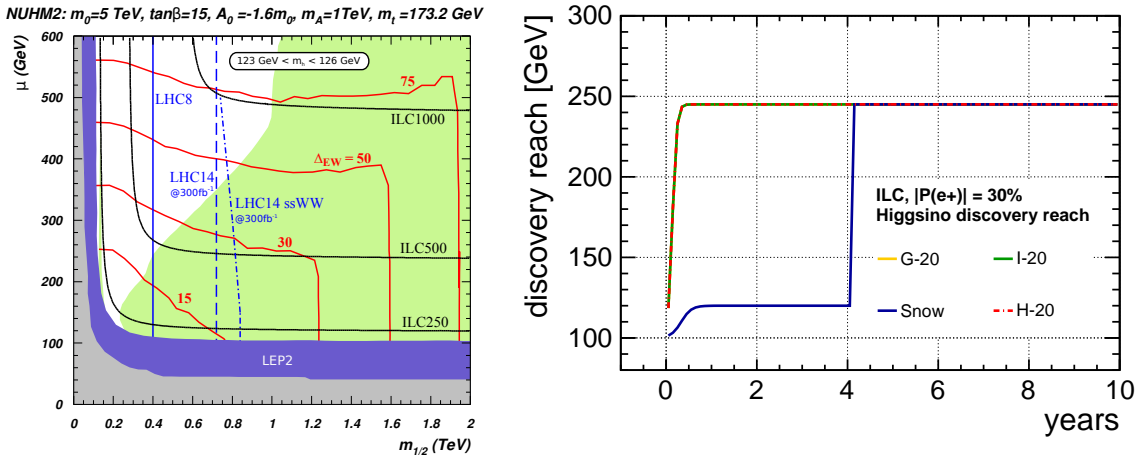 NUHM2: m0=5 TeV, tanβ=15, A0 =-1.6m0, mA=1TeV, mt =173.2 GeV
μ (GeV)
600
500
400
300
200
100
0
123 GeV < mh < 126 GeV
75
LHC8
ILC1000
ΔEW = 50
LHC14
@300fb-1
LHC14 ssWW
@300fb-1
30
ILC500
15
ILC250
LEP2
0 0.2 0.4 0.6 0.8 1 1.2 1.4 1.6 1.8 2
m1/2 (TeV)
discovery reach [GeV]
300
250
200
150
100
ILC, |P(e+)| = 30%
Higgsino discovery reach
G-20 I-20
Snow H-20
0 2 4 6 8 10
years